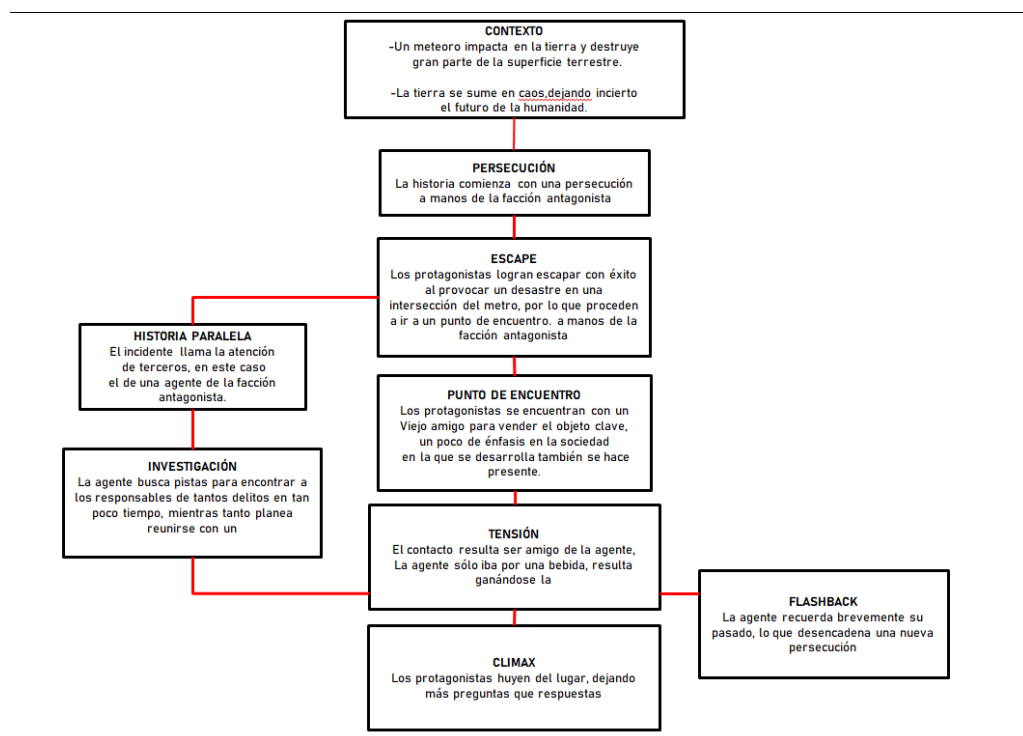 CONTEXTO
-Un meteoro impacta en la tierra y destruye
gran parte de la superficie terrestre.
-La tierra se sume en caos,dejando incierto
el futuro de la humanidad.
PERSECUCIÓN
La historia comienza con una persecución
a manos de la facción antagonista
ESCAPE
Los protagonistas logran escapar con éxito
al provocar un desastre en una
intersección del metro, por lo que proceden
a ir a un punto de encuentro. a manos de la
facción antagonista
HISTORIA PARALELA
El incidente llama la atención
de terceros, en este caso
el de una agente de la facción
antagonista.
PUNTO DE ENCUENTRO
Los protagonistas se encuentran con un
Viejo amigo para vender el objeto clave,
un poco de énfasis en la sociedad
en la que se desarrolla también se hace
presente.
INVESTIGACIÓN
La agente busca pistas para encontrar a
los responsables de tantos delitos en tan
poco tiempo, mientras tanto planea
reunirse con un
TENSIÓN
El contacto resulta ser amigo de la agente,
La agente sólo iba por una bebida, resulta
ganándose la
FLASHBACK
La agente recuerda brevemente su
pasado, lo que desencadena una nueva
persecución
CLIMAX
Los protagonistas huyen del lugar, dejando
más preguntas que respuestas